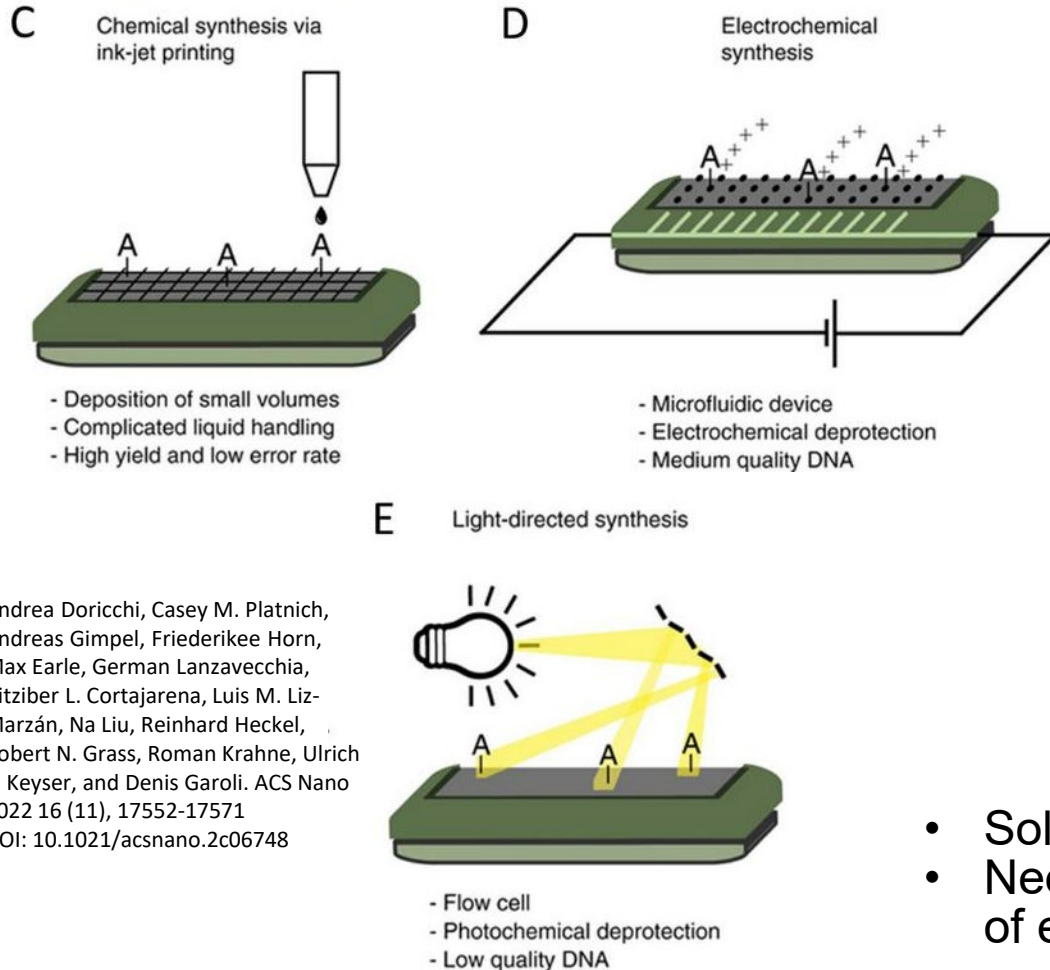 C
Chemical synthesis via
ink-jet printing
A
A
A
- Deposition of small volumes
- Complicated liquid handling
- High yield and low error rate
D
Electrochemical
synthesis
A
A
A
+ + + +
+ + + +
+ + + +
- Microfluidic device
- Electrochemical deprotection
- Medium quality DNA
E
Light-directed synthesis
A
A
A
- Flow cell
- Photochemical deprotection
- Low quality DNA
ndrea Doricchi, Casey M. Platnich,
ndreas Gimpel, Friederikee Horn,
ax Earle, German Lanzavecchia,
itziber L. Cortajarena, Luis M. Liz-
arzán, Na Liu, Reinhard Heckel,
obert N. Grass, Roman Krahne, Ulrich
Keyser, and Denis Garoli. ACS Nano
022 16 (11), 17552-17571
OI: 10.1021/acsnano.2c06748
• Sol
• Ne
of e